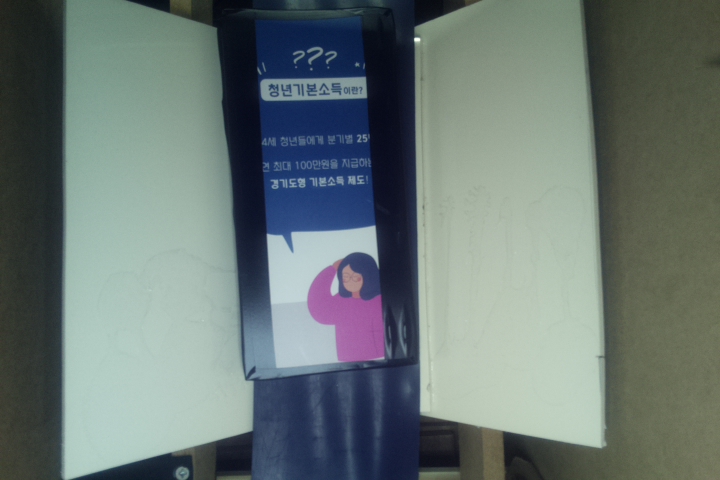 ???
청년기본소득이란?
4세 청년들에게 분기별 25
최대 100만원을 지급하는
경기도형 기본소득 제도!